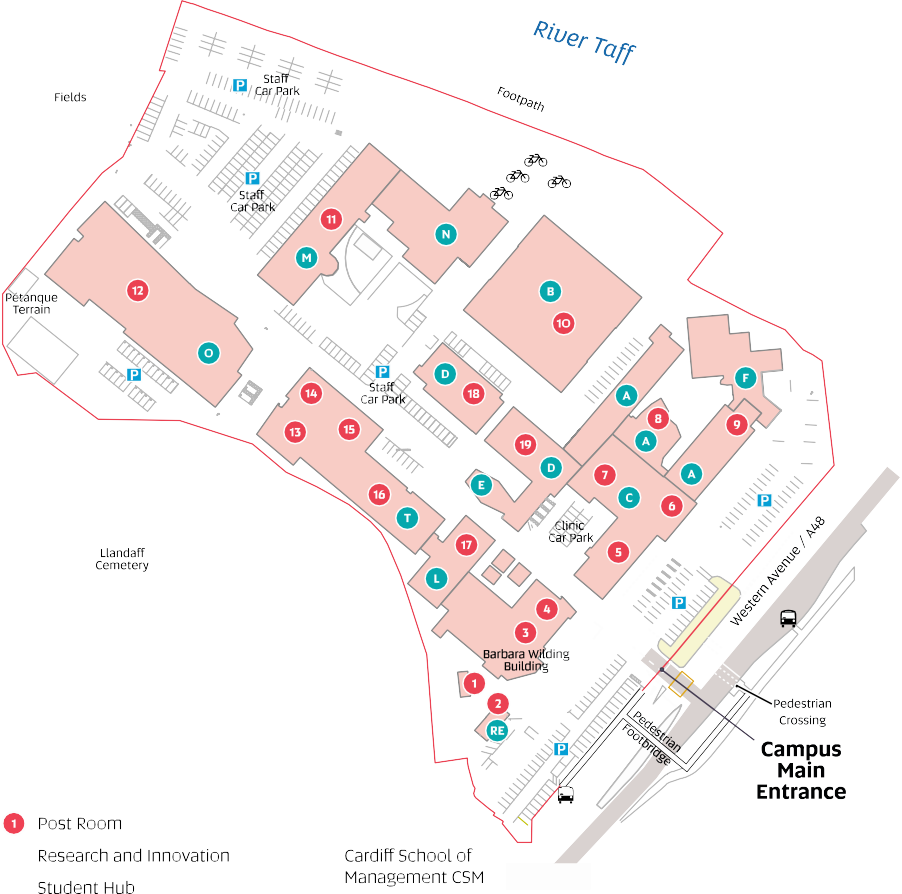 River Taff
Footpath
Fields
P
Staff
Car Park
P
Staff
Car Park
11
M
N
B
10
12
O
Petanque
Terrain
P
P
Staff
Car Park
D
18
A
F
8
A
9
14
13
15
19
D
E
7
C
6
A
P
16
T
17
L
Clinic
Car Park
5
Llandaff
Cemetery
Western Avenue / A48
4
3
Barbara Wilding
Building
P
1
2
RE
P
Pedestrian
Footbridge
Pedestrian
Crossing
Campus
Main
Entrance
1 Post Room
Research and Innovation
Student Hub
Cardiff School of
Management CSM